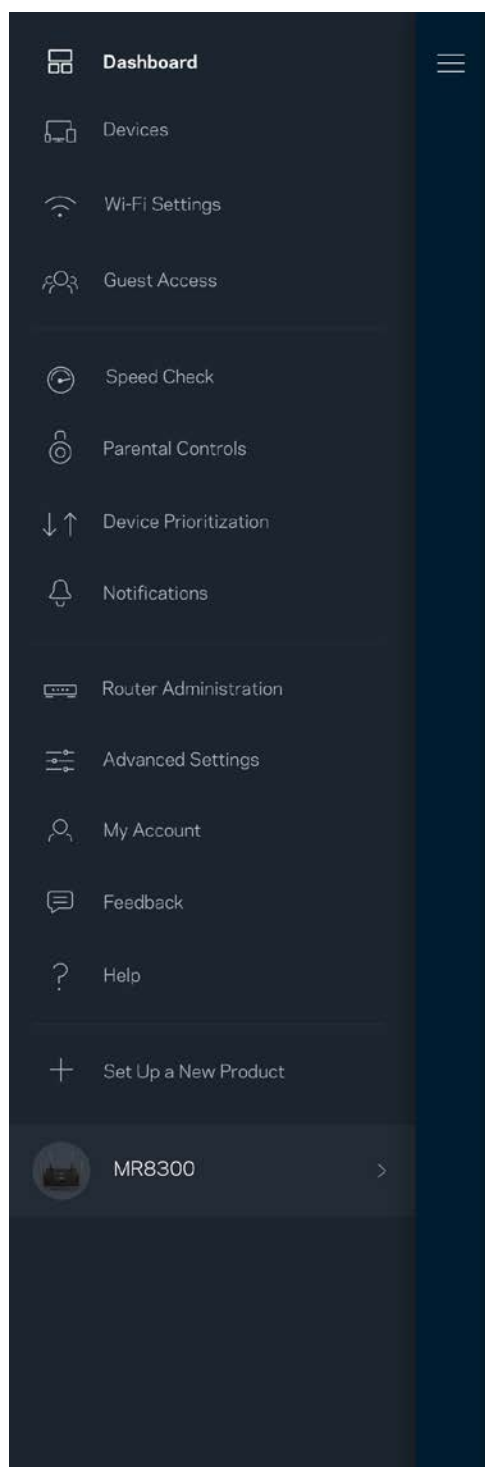 Dashboard
Devices
Wi-Fi Settings
Guest Access
Speed Check
Parental Controls
Device Prioritization
Notifications
Router Administration
Advanced Settings
My Account
Feedback
Help
Set Up a New Product
MR8300